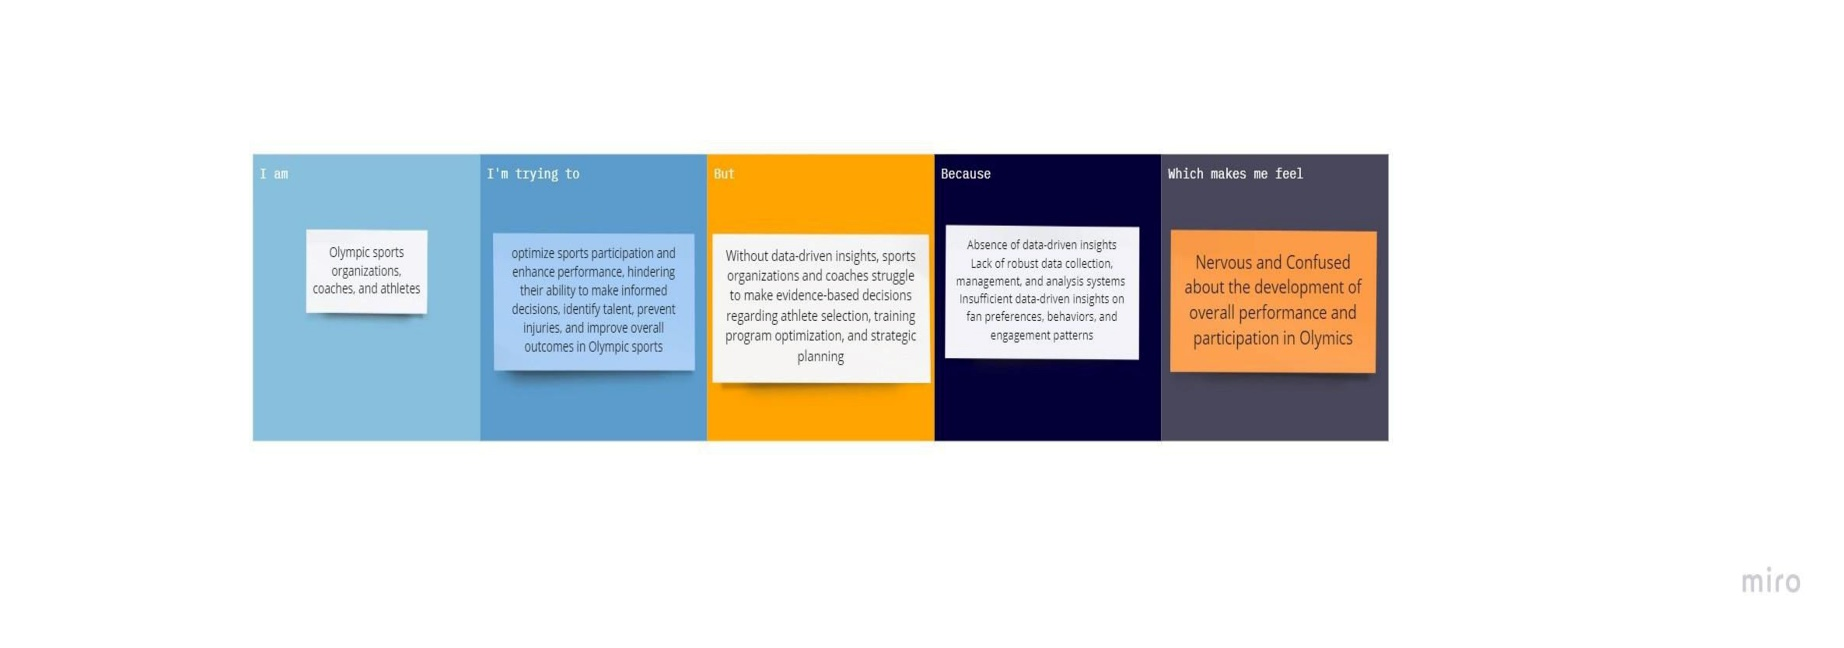 I am
Olympic sports
organizations,
coaches, and athletes
I'm trying to
optimize sports participation and
enhance performance, hindering
their ability to make informed
decisions, identify talent, prevent
injuries, and improve overall
outcomes in Olympic sports
But
Without data-driven insights, sports
organizations and coaches struggle
to make evidence-based decisions
regarding athlete selection, training
program optimization, and strategic
planning
Because
Absence of data-driven insights
Lack of robust data collection,
management, and analysis systems
Insufficient data-driven insights on
fan preferences, behaviors, and
engagement patterns
Which makes me feel
Nervous and Confused
about the development of
overall performance and
participation in Olymics
miro